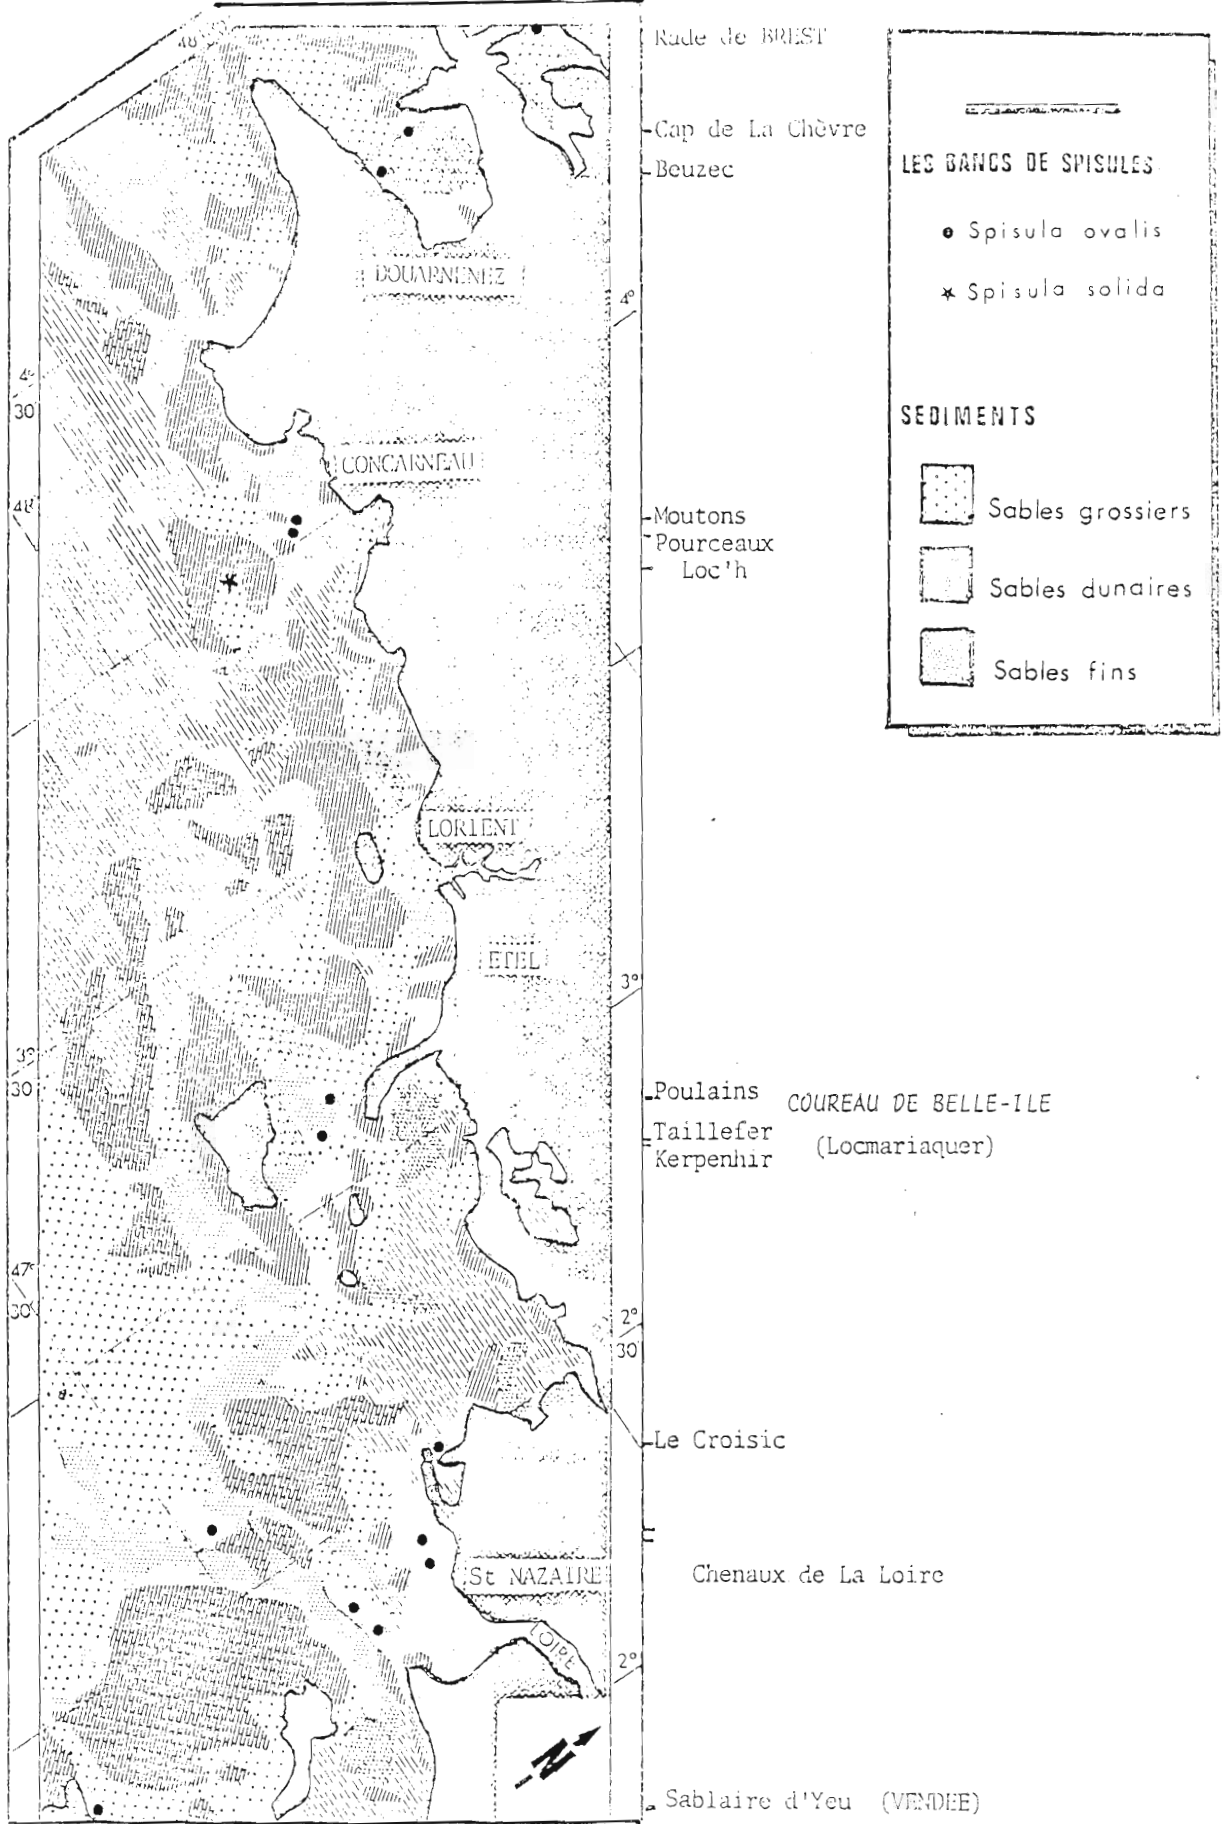 48
Rade de BREST
Cap de La Chèvre
Beuzec
DOUARNENEZ
4°
4°
30
CONCARNEAU
48
Moutons
Pourceaux
Loc'h
LORIENT
ETEL
3°
3°
30
Poulains
COUREAU DE BELLE-ILE
Taillefer
(Locmariaquer)
Kerpenhir
47°
30
2°
30
Le Croisic
St NAZAIRE
Chenaux de La Loire
LOIRE
2°
N
Sablaire d'Yeu (VENDEE)
LES BANCS DE SPISULES
Spisula ovalis
Spisula solida
SEDIMENTS
Sables grossiers
Sables dunaires
Sables fins